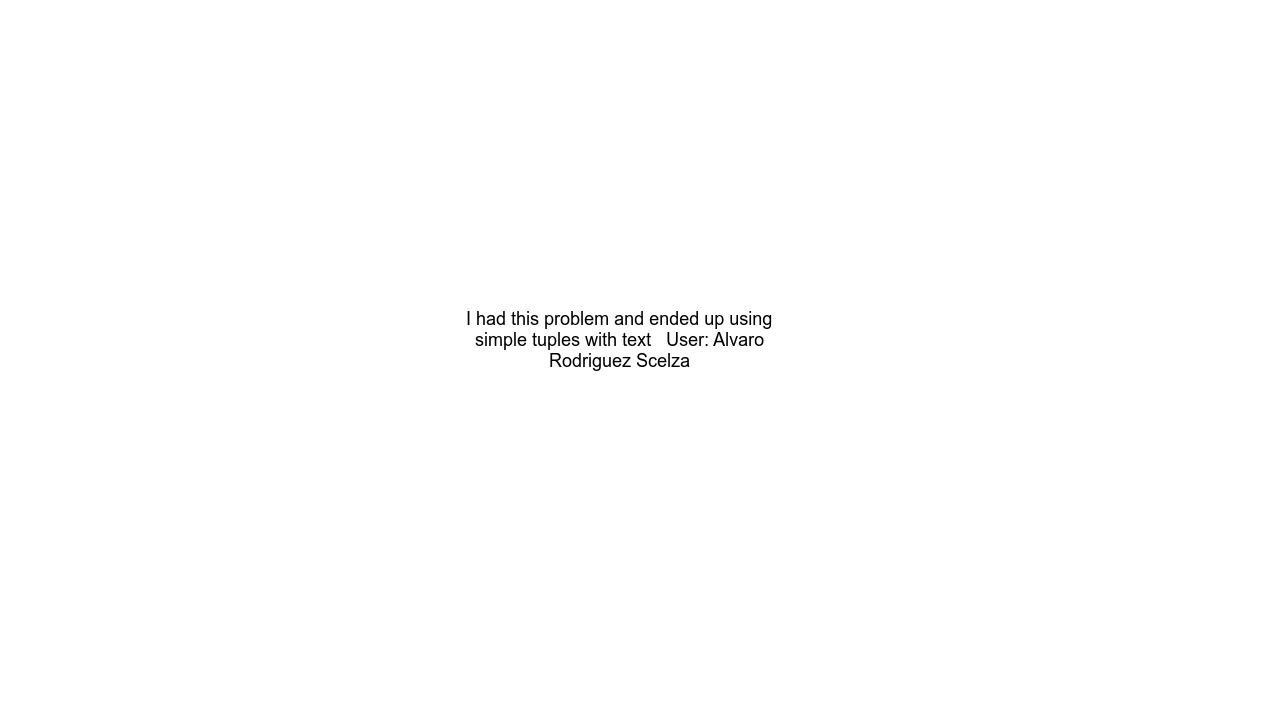 I had this problem and ended up using
simple tuples with text   User: Alvaro
Rodriguez Scelza